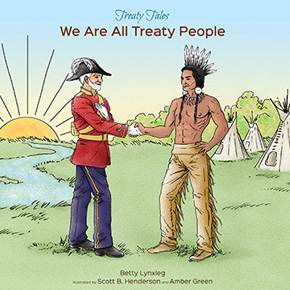 Treaty Tales
We Are All Treaty People
Betty Lynxleg
illustrated by Scott B. Henderson and Amber Green